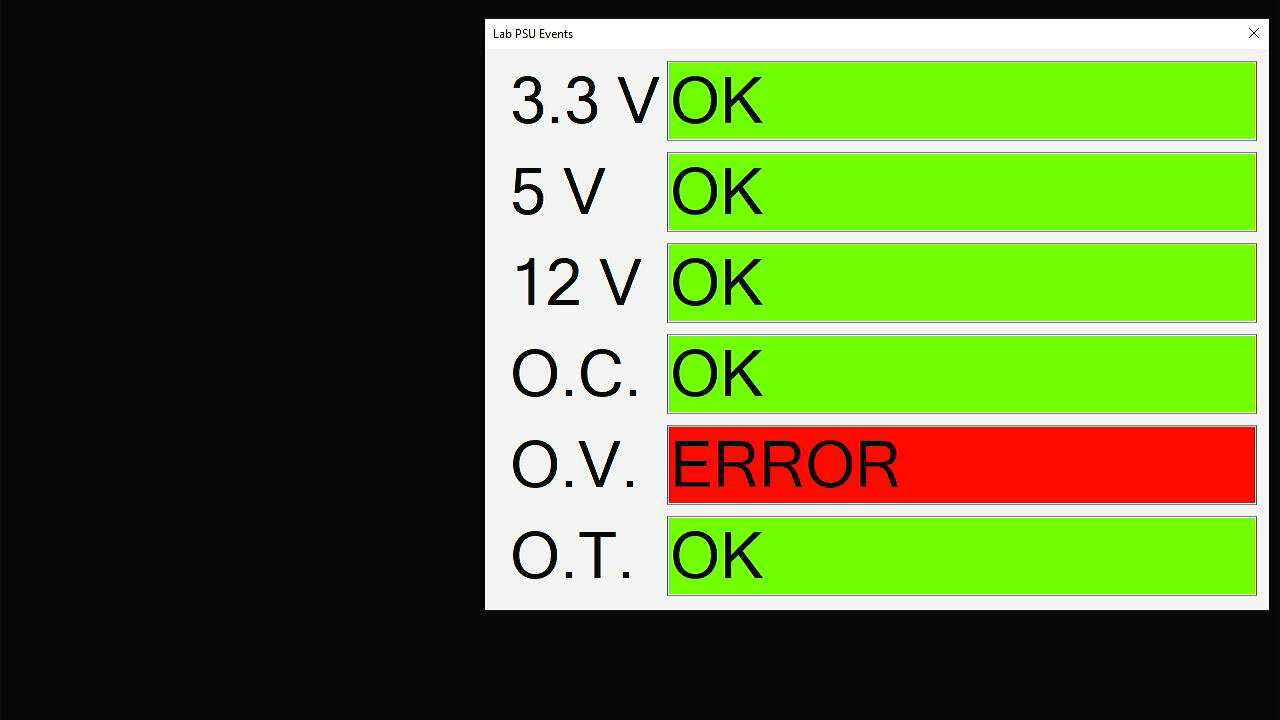 Lab PSU Events
3.3 V OK
5 V OK
12 V OK
O.C. OK
O.V. ERROR
O.T. OK